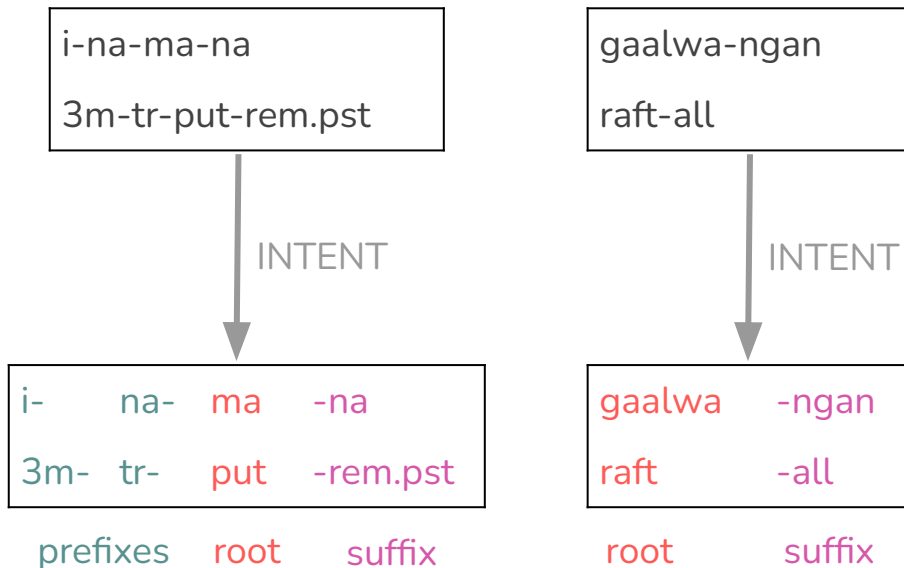 i-na-ma-na
3m-tr-put-rem.pst
gaalwa-ngan
raft-all
INTENT
INTENT
i- na- ma -na
3m- tr- put -rem.pst
gaalwa -ngan
raft -all
prefixes root suffix
root suffix